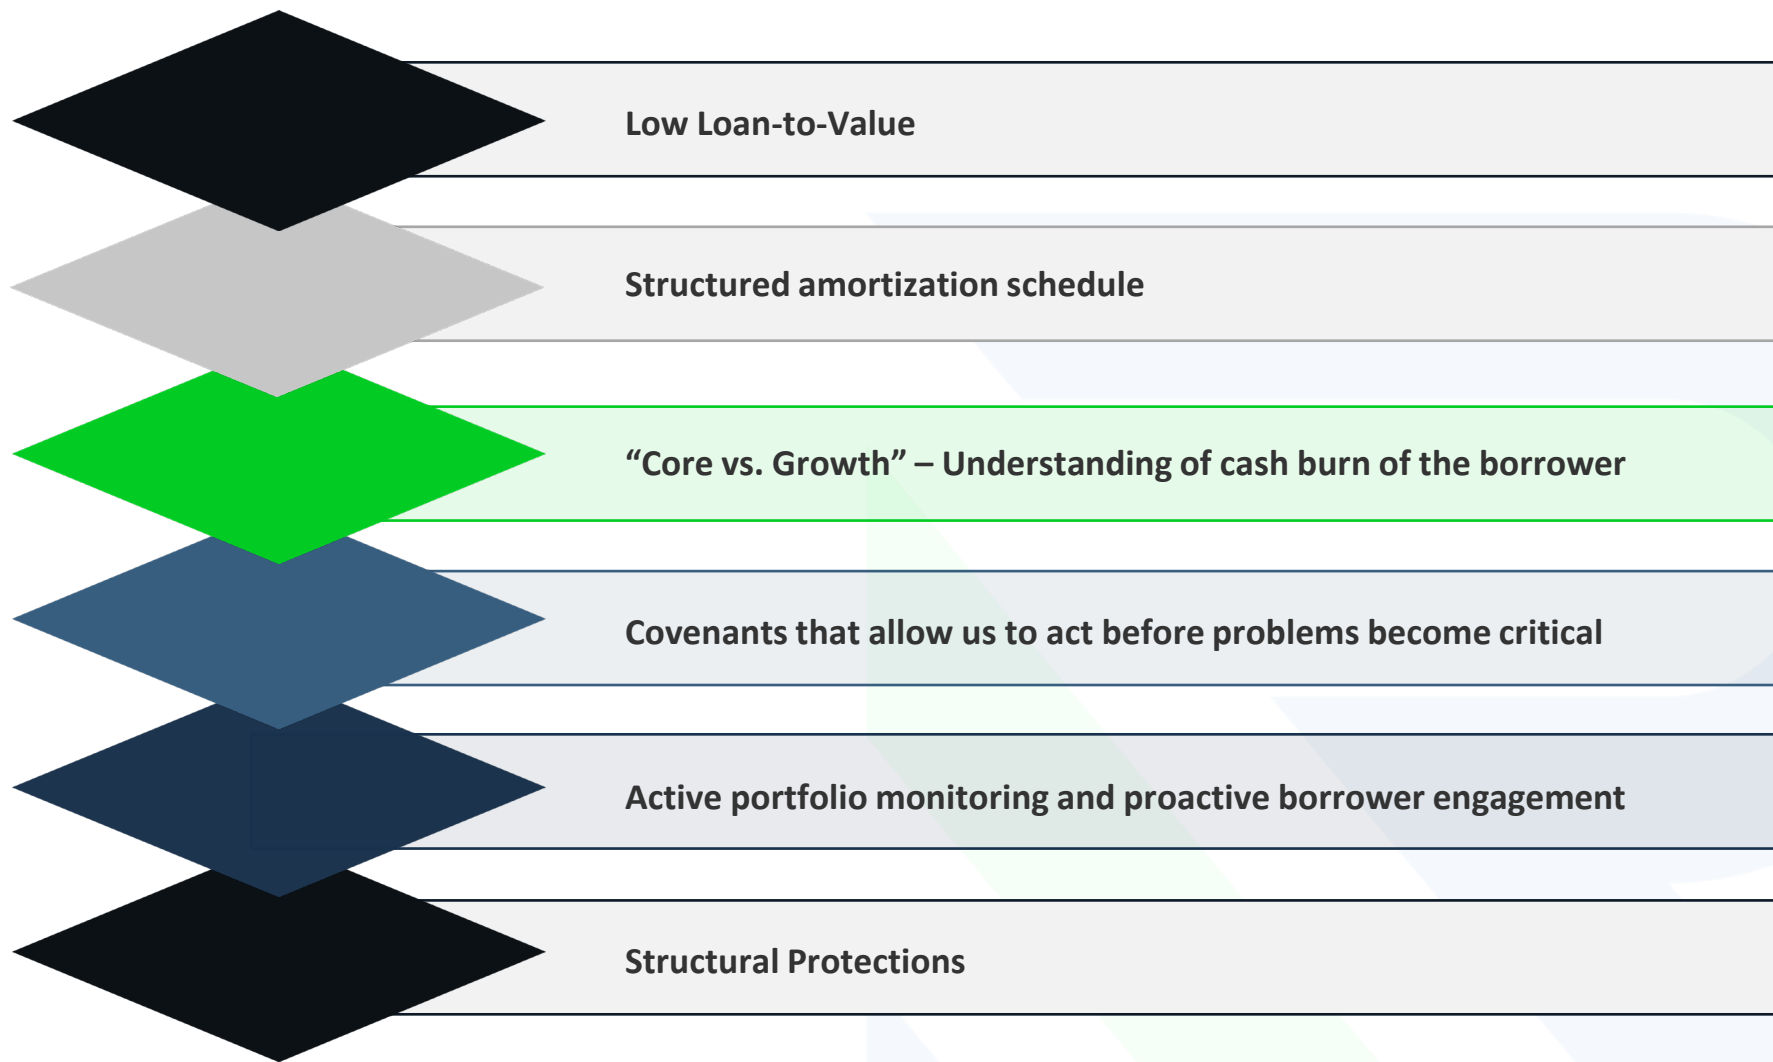 Low Loan-to-Value
Structured amortization schedule
“Core vs. Growth” – Understanding of cash burn of the borrower
Covenants that allow us to act before problems become critical
Active portfolio monitoring and proactive borrower engagement
Structural Protections